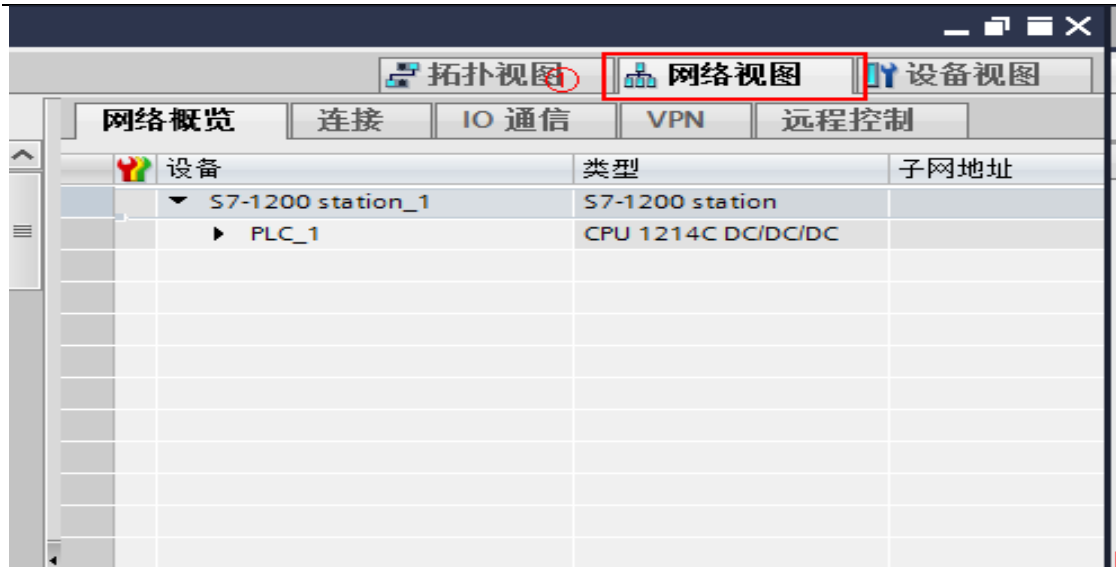 拓扑视图 ① 网络视图 设备视图
网络概览 连接 IO 通信 VPN 远程控制
设备 类型 子网地址
S7-1200 station_1 S7-1200 station
PLC_1 CPU 1214C DC/DC/DC